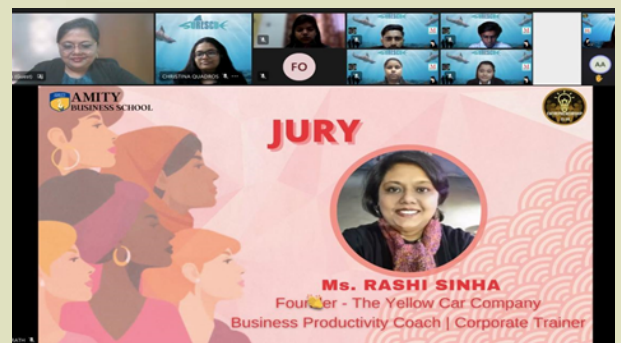 CHRISTINA QUADROS
FO
AA
AMITY
BUSINESS SCHOOL
JURY
Ms. RASHI SINHA
Founder - The Yellow Car Company
Business Productivity Coach | Corporate Trainer